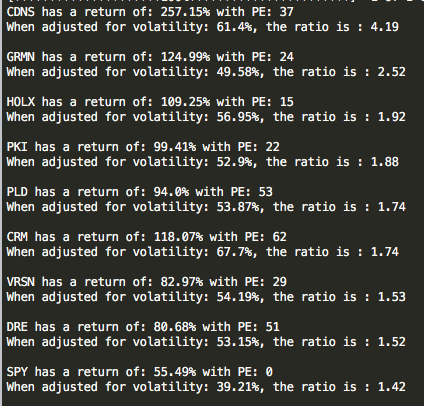 CDNS has a return of: 257.15% with PE: 37
When adjusted for volatility: 61.4%, the ratio is : 4.19
GRMN has a return of: 124.99% with PE: 24
When adjusted for volatility: 49.58%, the ratio is : 2.52
HOLX has a return of: 109.25% with PE: 15
When adjusted for volatility: 56.95%, the ratio is : 1.92
PKI has a return of: 99.41% with PE: 22
When adjusted for volatility: 52.9%, the ratio is : 1.88
PLD has a return of: 94.0% with PE: 53
When adjusted for volatility: 53.87%, the ratio is : 1.74
CRM has a return of: 118.07% with PE: 62
When adjusted for volatility: 67.7%, the ratio is : 1.74
VRSN has a return of: 82.97% with PE: 29
When adjusted for volatility: 54.19%, the ratio is : 1.53
DRE has a return of: 80.68% with PE: 51
When adjusted for volatility: 53.15%, the ratio is : 1.52
SPY has a return of: 55.49% with PE: 0
When adjusted for volatility: 39.21%, the ratio is : 1.42